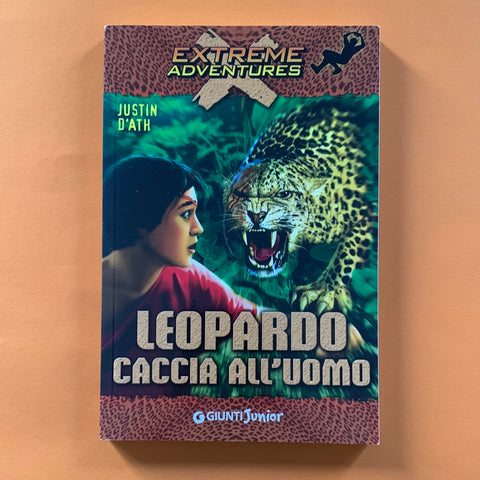 EXTREME
ADVENTURES
JUSTIN
D'ATH
LEOPARDO
CACCIA ALL'UOMO
GIUNTI Junior